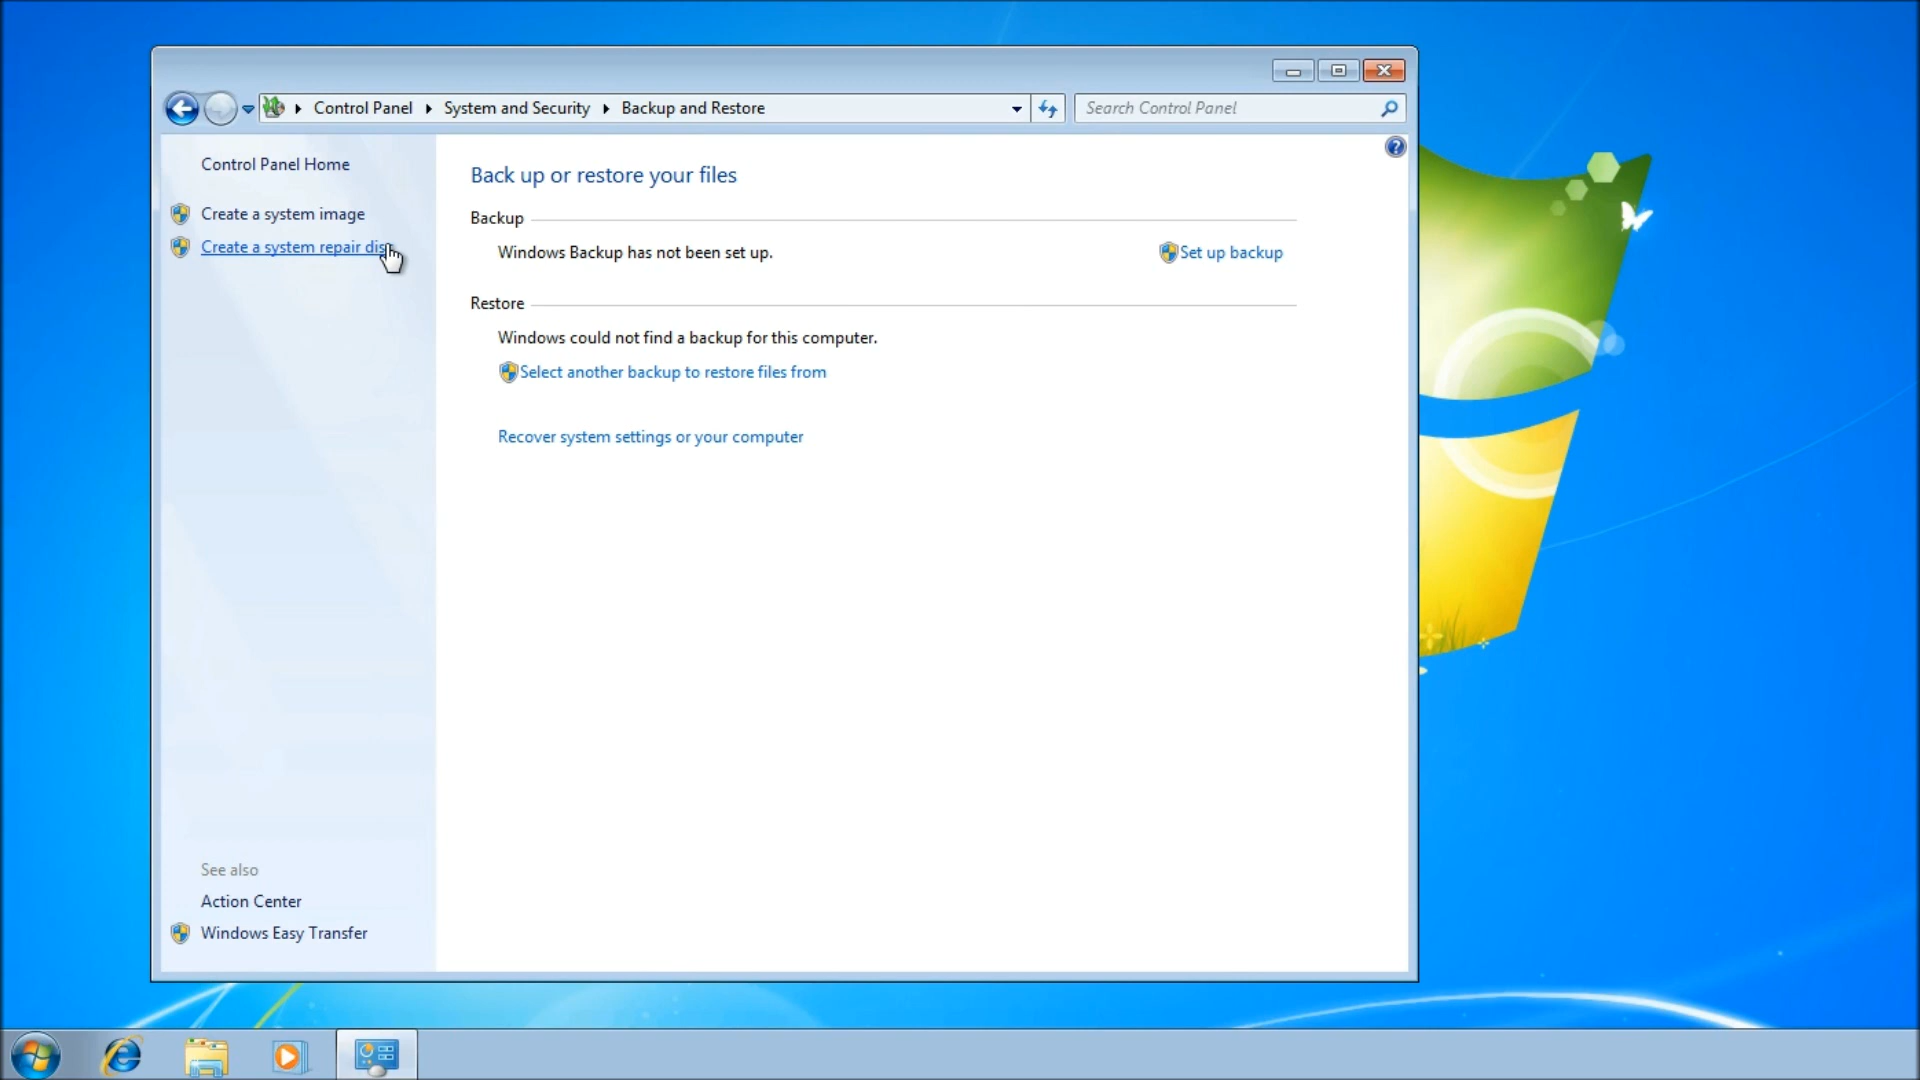 Control Panel
System and Security
Backup and Restore
Search Control Panel
Control Panel Home
Create a system image
Create a system repair dis
Back up or restore your files
Backup
Windows Backup has not been set up.
Set up backup
Restore
Windows could not find a backup for this computer.
Select another backup to restore files from
Recover system settings or your computer
See also
Action Center
Windows Easy Transfer